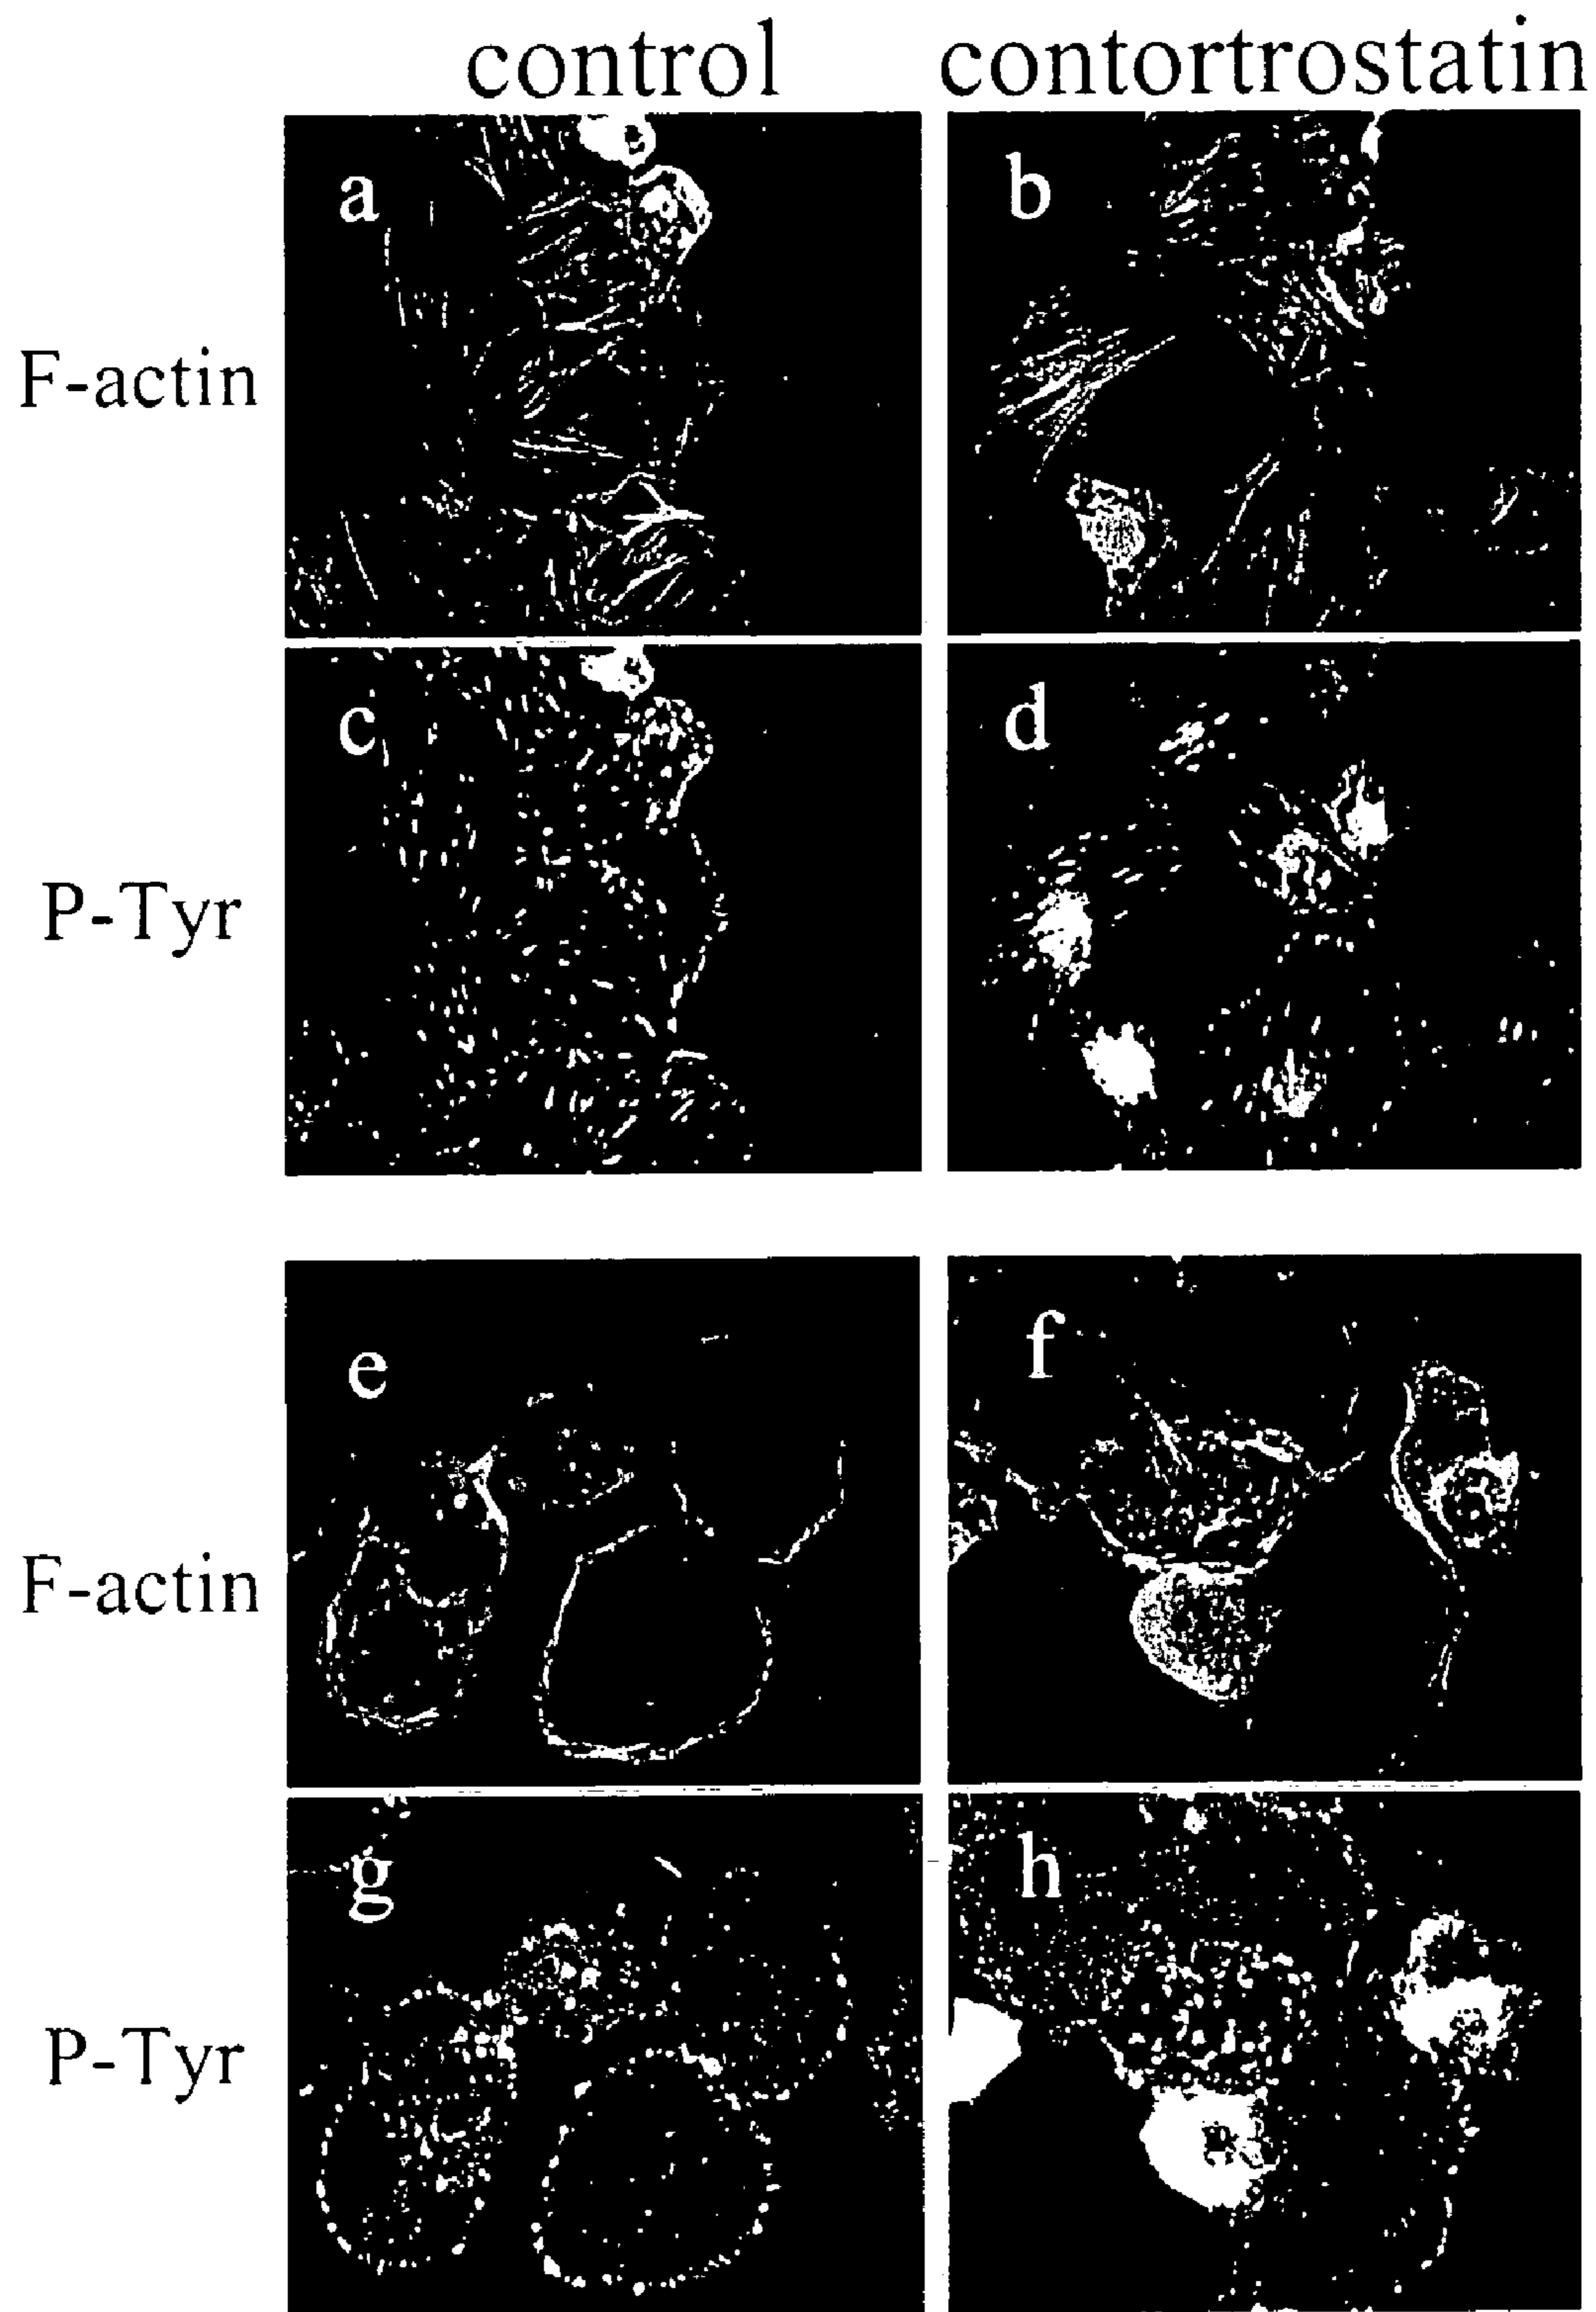 control contortrostatin
a b
F-actin
c d
P-Tyr
e f
F-actin
g h
P-Tyr